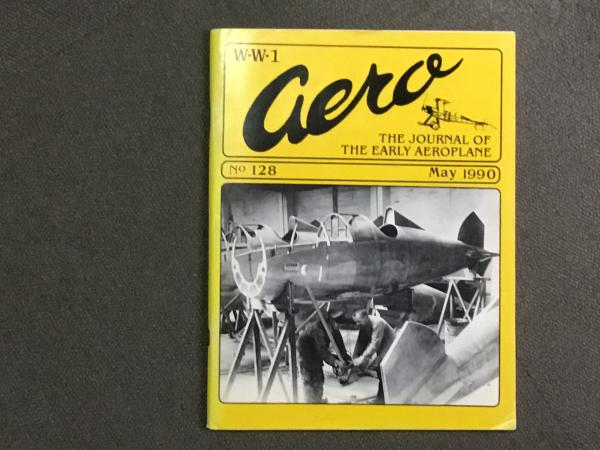 W·W·1
aero
THE JOURNAL OF
THE EARLY AEROPLANE
No 128
May 1990